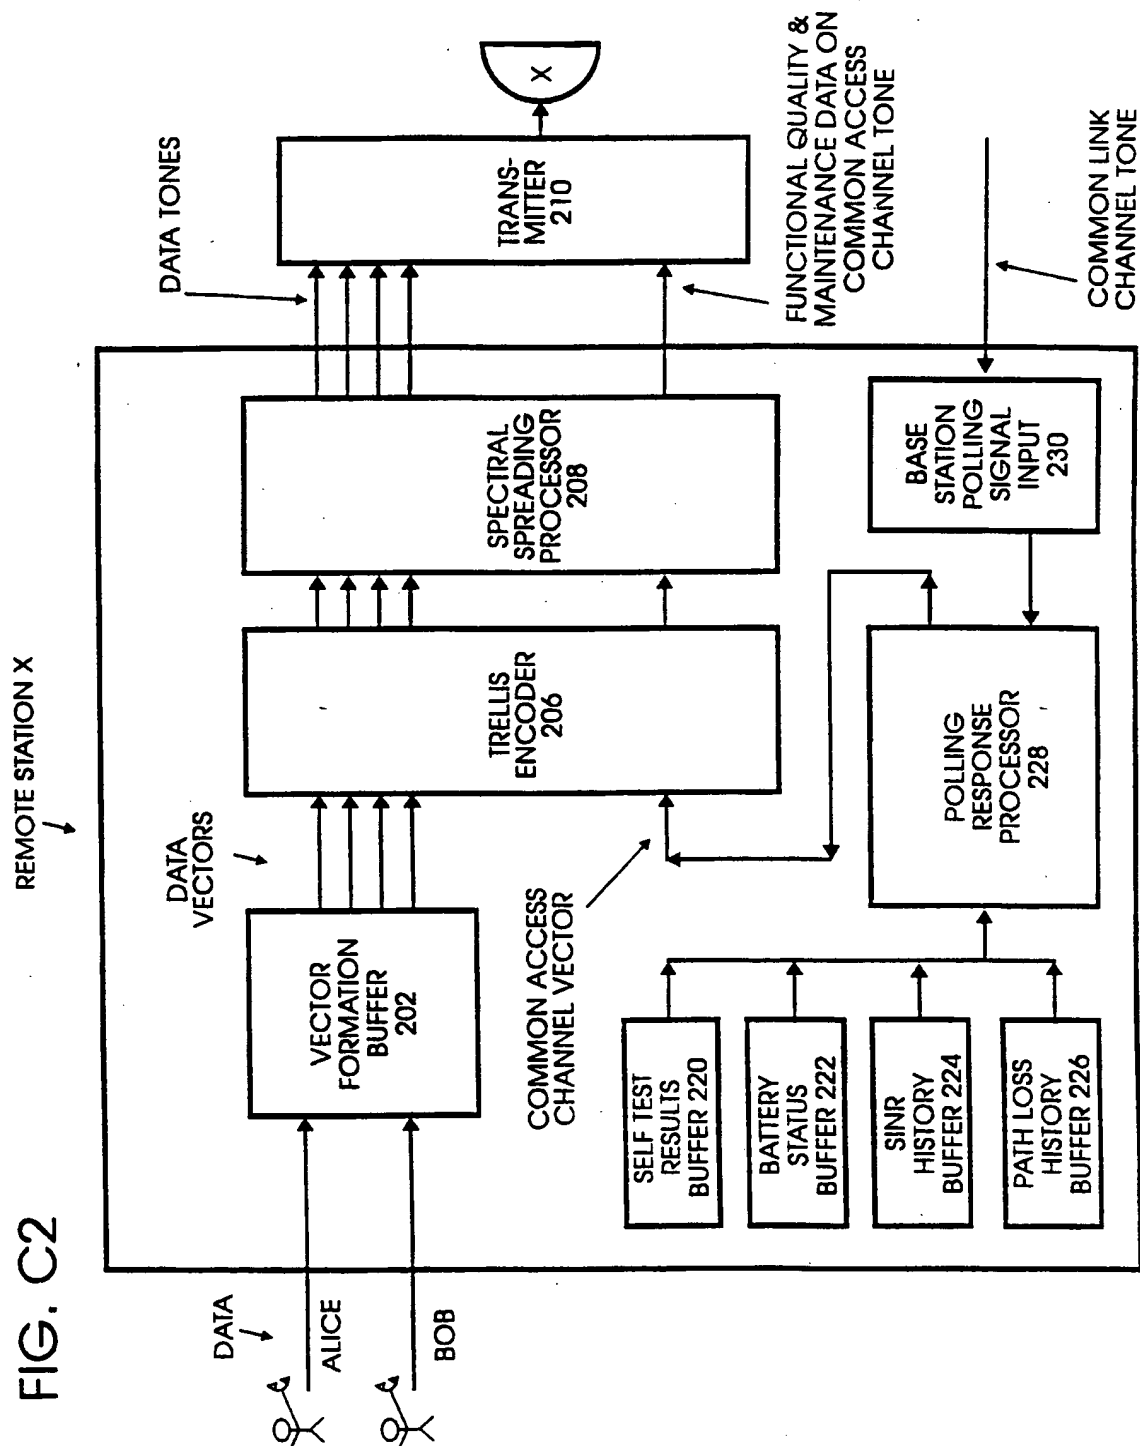 FIG. C2
REMOTE STATION X
DATA
ALICE
BOB
VECTOR
FORMATION
BUFFER
202
DATA
VECTORS
TRELLIS
ENCODER
206
SPECTRAL
SPREADING
PROCESSOR
208
DATA TONES
TRANS-
MITTER
210
X
FUNCTIONAL QUALITY &
MAINTENANCE DATA ON
COMMON ACCESS
CHANNEL TONE
COMMON ACCESS
CHANNEL VECTOR
SELF TEST
RESULTS
BUFFER 220
BATTERY
STATUS
BUFFER 222
SINR
HISTORY
BUFFER 224
PATH LOSS
HISTORY
BUFFER 226
POLLING
RESPONSE
PROCESSOR
228
BASE
STATION
POLLING
SIGNAL
INPUT
230
COMMON LINK
CHANNEL TONE